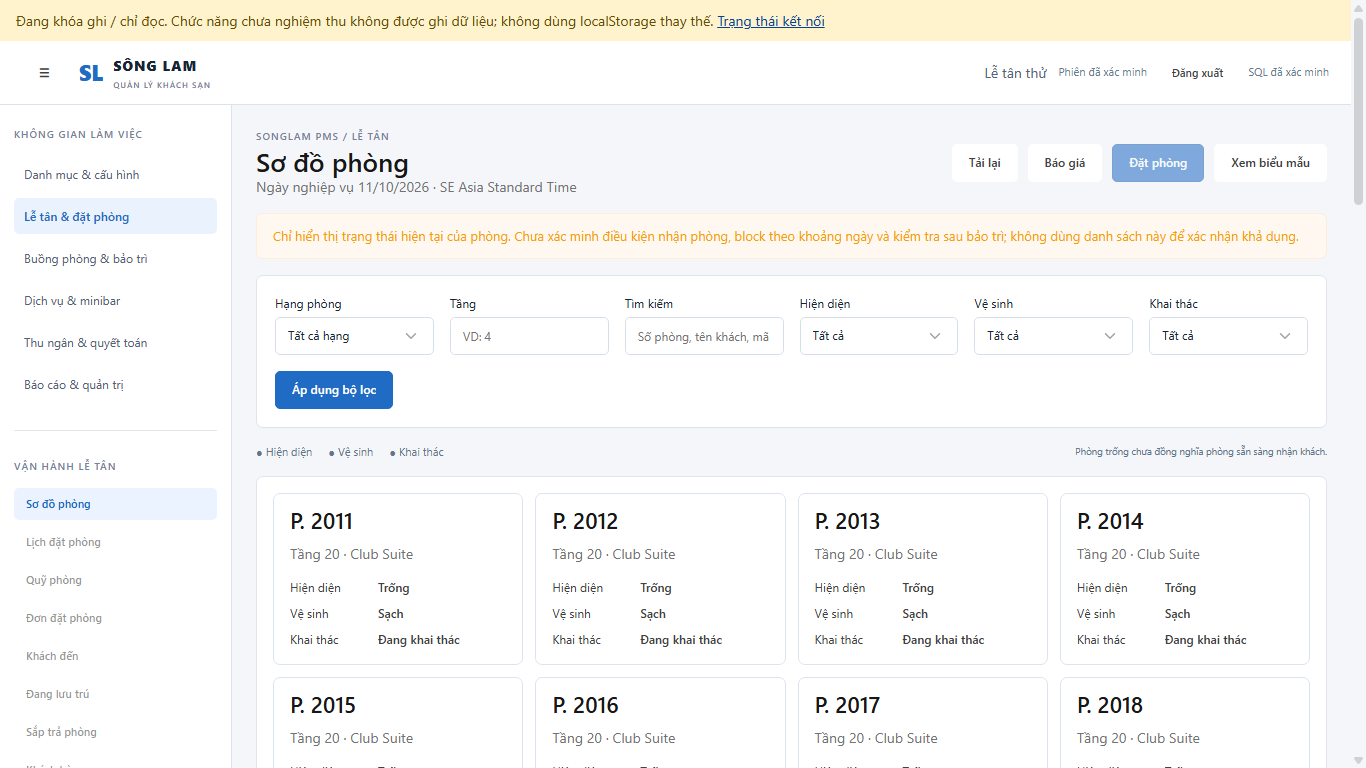 Đang khóa ghi / chỉ đọc. Chức năng chưa nghiệm thu không được ghi dữ liệu; không dùng localStorage thay thế. Trạng thái kết nối
☰ SL SÔNG LAM
QUẢN LÝ KHÁCH SẠN
Lễ tân thử Phiên đã xác minh Đăng xuất SQL đã xác minh
KHÔNG GIAN LÀM VIỆC
Danh mục & cấu hình
Lễ tân & đặt phòng
Buồng phòng & bảo trì
Dịch vụ & minibar
Thu ngân & quyết toán
Báo cáo & quản trị
VẬN HÀNH LỄ TÂN
Sơ đồ phòng
Lịch đặt phòng
Quỹ phòng
Đơn đặt phòng
Khách đến
Đang lưu trú
Sắp trả phòng
SONGLAM PMS / LỄ TÂN
Sơ đồ phòng
Ngày nghiệp vụ 11/10/2026 · SE Asia Standard Time
Tải lại Báo giá Đặt phòng Xem biểu mẫu
Chỉ hiển thị trạng thái hiện tại của phòng. Chưa xác minh điều kiện nhận phòng, block theo khoảng ngày và kiểm tra sau bảo trì; không dùng danh sách này để xác nhận khả dụng.
Hạng phòng Tầng Tìm kiếm Hiện diện Vệ sinh Khai thác
Tất cả hạng VD: 4 Số phòng, tên khách, mã Tất cả Tất cả Tất cả
Áp dụng bộ lọc
● Hiện diện ● Vệ sinh ● Khai thác Phòng trống chưa đồng nghĩa phòng sẵn sàng nhận khách.
P. 2011 P. 2012 P. 2013 P. 2014
Tầng 20 · Club Suite Tầng 20 · Club Suite Tầng 20 · Club Suite Tầng 20 · Club Suite
Hiện diện Trống Hiện diện Trống Hiện diện Trống Hiện diện Trống
Vệ sinh Sạch Vệ sinh Sạch Vệ sinh Sạch Vệ sinh Sạch
Khai thác Đang khai thác Khai thác Đang khai thác Khai thác Đang khai thác Khai thác Đang khai thác
P. 2015 P. 2016 P. 2017 P. 2018
Tầng 20 · Club Suite Tầng 20 · Club Suite Tầng 20 · Club Suite Tầng 20 · Club Suite